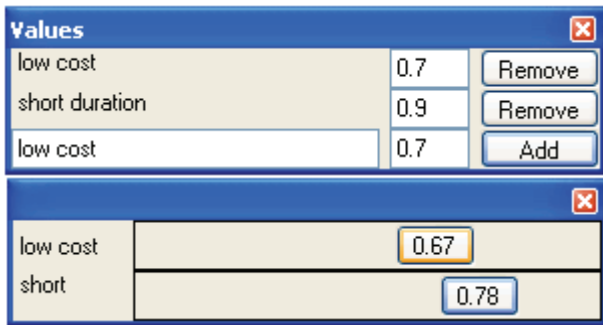 Values
low cost 0.7 Remove
short duration 0.9 Remove
low cost 0.7 Add
low cost 0.67
short 0.78